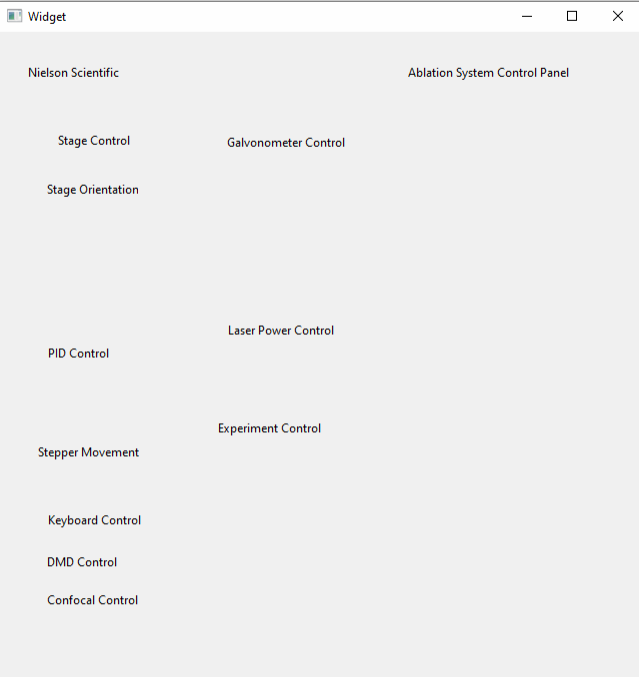 Widget
Nielson Scientific
Ablation System Control Panel
Stage Control
Galvonometer Control
Stage Orientation
Laser Power Control
PID Control
Experiment Control
Stepper Movement
Keyboard Control
DMD Control
Confocal Control